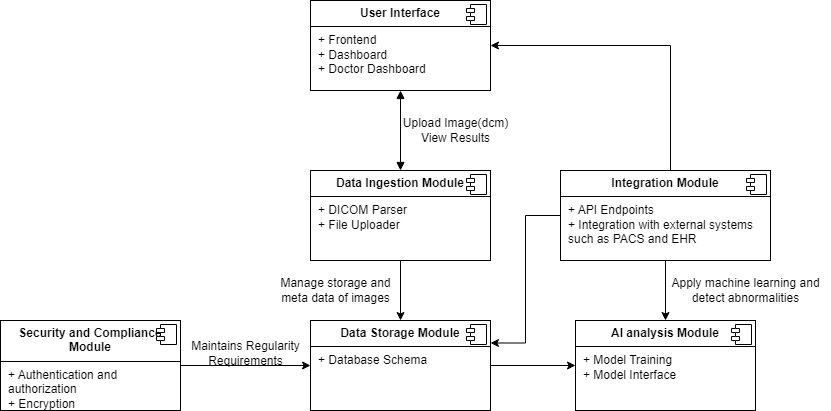 User Interface
+ Frontend
+ Dashboard
+ Doctor Dashboard
Upload Image(dcm)
View Results
Data Ingestion Module
+ DICOM Parser
+ File Uploader
Integration Module
+ API Endpoints
+ Integration with external systems
such as PACS and EHR
Manage storage and
meta data of images
Apply machine learning and
detect abnormalities
Security and Compliance
Module
+ Authentication and
authorization
+ Encryption
Maintains Regularity
Requirements
Data Storage Module
+ Database Schema
AI analysis Module
+ Model Training
+ Model Interface